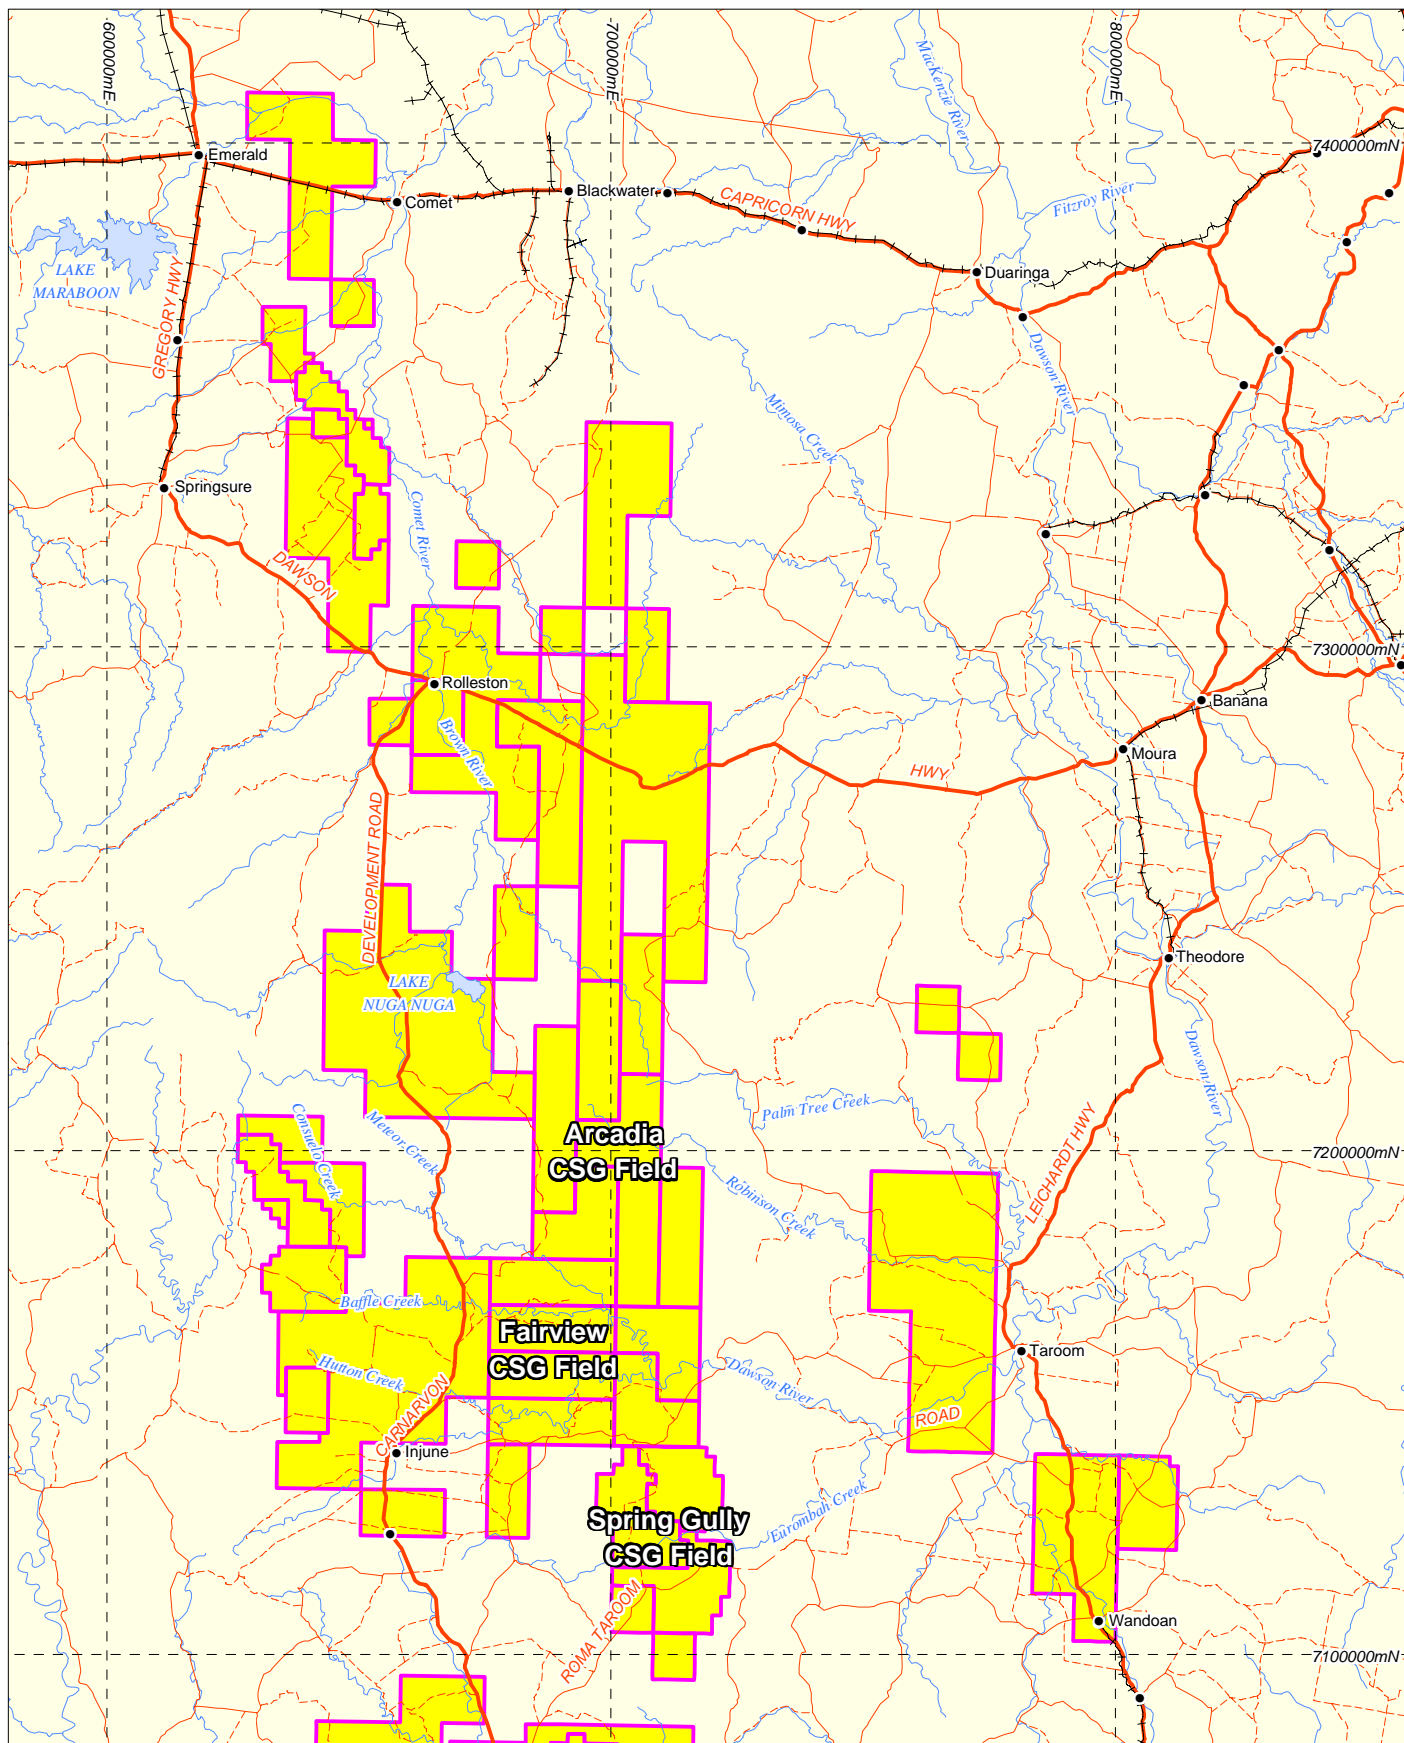 600000mE
700000mE
800000mE
MacKenzie River
7400000mN
Emerald
Comet
Blackwater
CAPRICORN HWY
Fitzroy River
LAKE
MARABOON
GREGORY HWY
Duaringa
Dawson River
Mimosa Creek
Springsure
Comet River
DAWSON
7300000mN
Rolleston
Brown River
Banana
Moura
HWY
DEVELOPMENT ROAD
Theodore
LAKE
NUGA NUGA
Dawson River
Palm Tree Creek
Consuelo Creek
Meteor Creek
Arcadia
CSG Field
7200000mN
LEICHARDT HWY
Robinson Creek
Baffle Creek
Fairview
CSG Field
Hutton Creek
Dawson River
Taroom
CARNARVON
ROAD
Injune
Spring Gully
CSG Field
Eurombah Creek
ROMA TAROOM
Wandoan
7100000mN